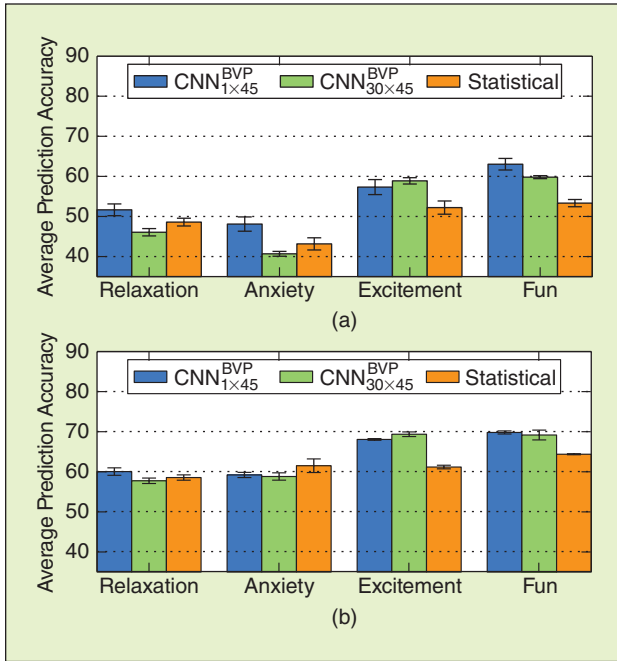 90
80
70
60
50
40
Average Prediction Accuracy
CNN^BVP_1×45 CNN^BVP_30×45 Statistical
Relaxation Anxiety Excitement Fun
(a)
90
80
70
60
50
40
Average Prediction Accuracy
CNN^BVP_1×45 CNN^BVP_30×45 Statistical
Relaxation Anxiety Excitement Fun
(b)